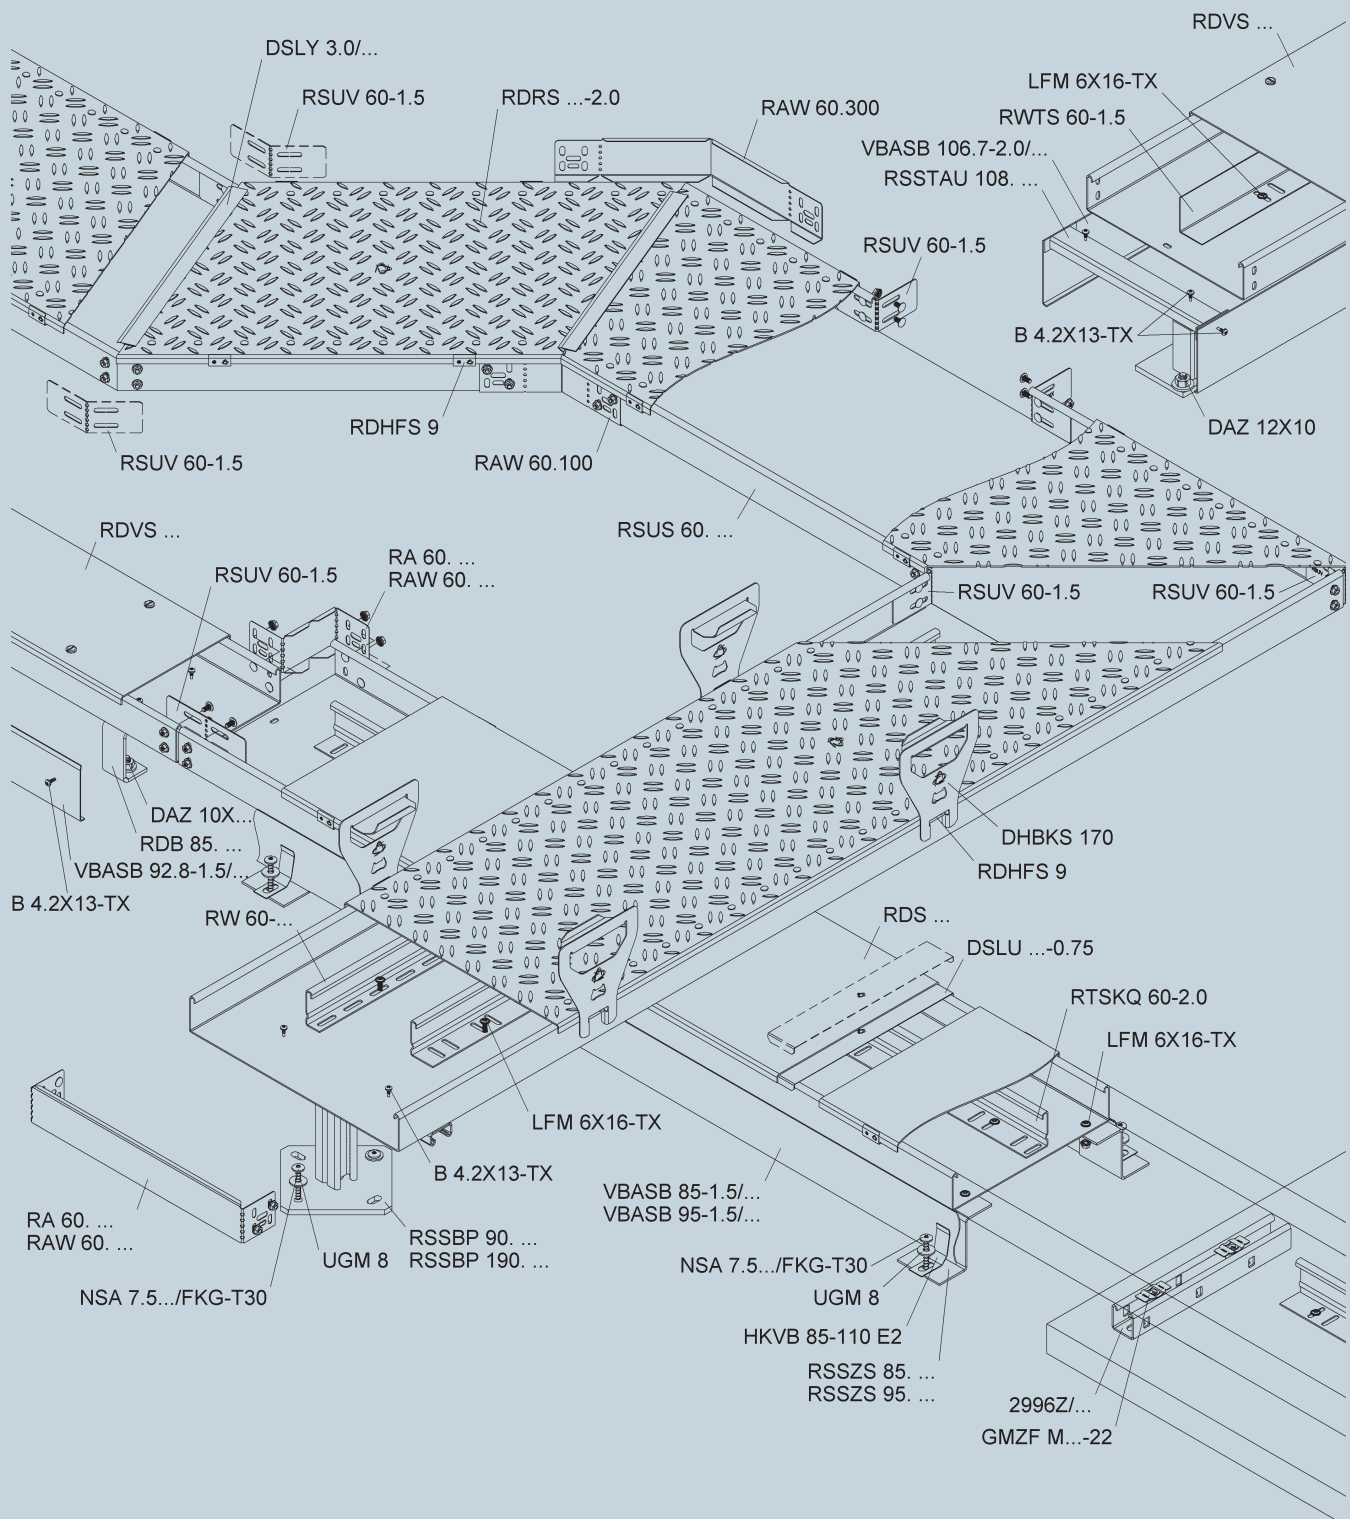 RDVS ...
DSLY 3.0/...
LFM 6X16-TX
RSUV 60-1.5
RDRS ...-2.0
RAW 60.300
RWTS 60-1.5
VBASB 106.7-2.0/...
RSSTAU 108. ...
RSUV 60-1.5
B 4.2X13-TX
RDHFS 9
DAZ 12X10
RSUV 60-1.5
RAW 60.100
RDVS ...
RSUS 60. ...
RA 60. ...
RAW 60. ...
RSUV 60-1.5
RSUV 60-1.5
RSUV 60-1.5
DAZ 10X...
RDB 85. ...
VBASB 92.8-1.5/...
B 4.2X13-TX
DHBKS 170
RDHFS 9
RW 60-...
RDS ...
DSLU ...-0.75
RTSKQ 60-2.0
LFM 6X16-TX
LFM 6X16-TX
B 4.2X13-TX
VBASB 85-1.5/...
VBASB 95-1.5/...
RA 60. ...
RAW 60. ...
RSSBP 90. ...
RSSBP 190. ...
UGM 8
NSA 7.5.../FKG-T30
NSA 7.5.../FKG-T30
UGM 8
HKVB 85-110 E2
RSSZS 85. ...
RSSZS 95. ...
2996Z/...
GMZF M...-22